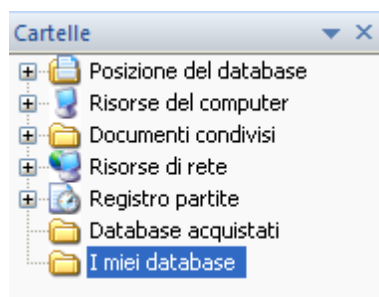 Cartelle
Posizione del database
Risorse del computer
Documenti condivisi
Risorse di rete
Registro partite
Database acquistati
I miei database